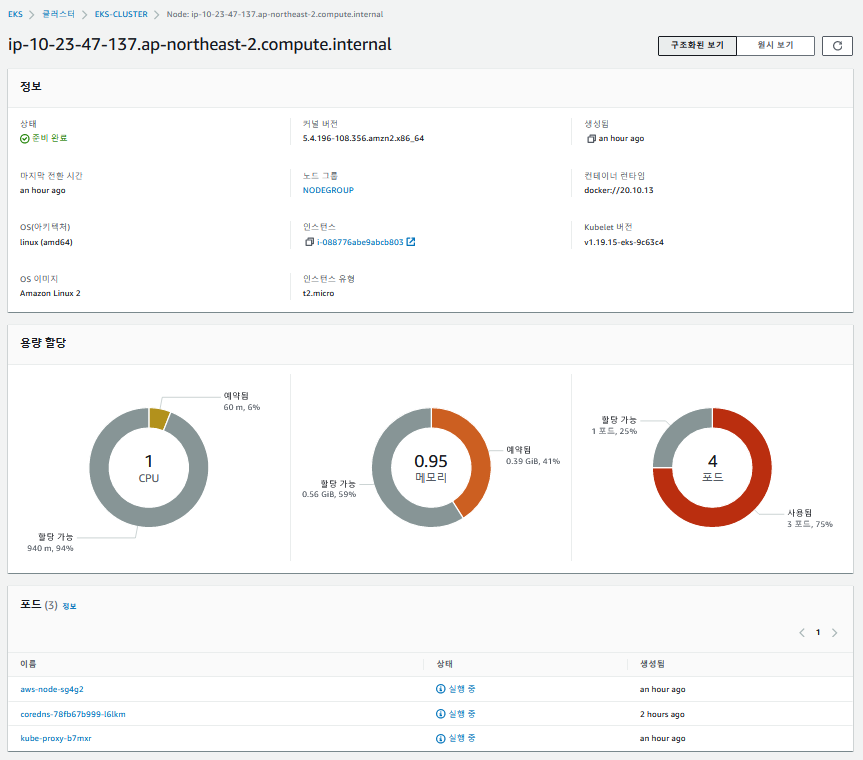 EKS > 클러스터 > EKS-CLUSTER > Node: ip-10-23-47-137.ap-northeast-2.compute.internal
ip-10-23-47-137.ap-northeast-2.compute.internal
구조화된 보기 원시 보기
정보
상태 커널 버전 생성됨
준비 완료 5.4.196-108.356.amzn2.x86_64 an hour ago
마지막 전환 시간 노드 그룹 컨테이너 런타임
an hour ago NODEGROUP docker://20.10.13
OS(아키텍처) 인스턴스 Kubelet 버전
linux (amd64) i-088776abe9abcb803 v1.19.15-eks-9c63c4
OS 이미지 인스턴스 유형
Amazon Linux 2 t2.micro
용량 할당
예약됨
60 m, 6%
1
CPU
할당 가능
940 m, 94%
예약됨
0.39 GiB, 41%
0.95
메모리
할당 가능
0.56 GiB, 59%
할당 가능
1 포드, 25%
4
포드
사용됨
3 포드, 75%
포드 (3) 정보
< 1 >
이름 상태 생성됨
aws-node-sg4g2 실행 중 an hour ago
coredns-78fb67b999-l6lkm 실행 중 2 hours ago
kube-proxy-b7mxr 실행 중 an hour ago